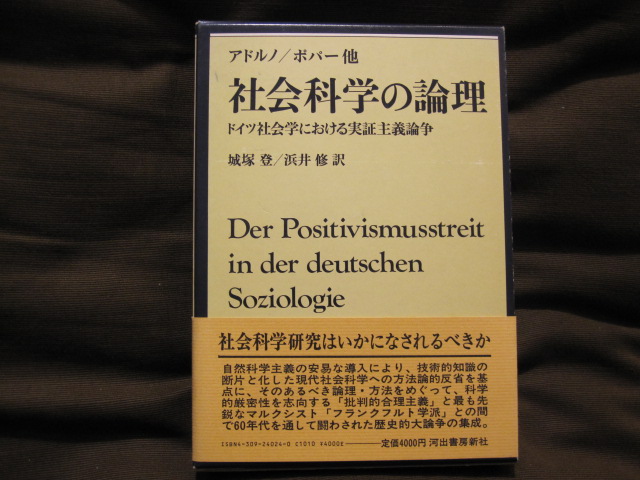 アドルノ/ポパー他
社会科学の論理
ドイツ社会学における実証主義論争
城塚 登/浜井 修 訳
Der Positivismusstreit
in der deutschen
Soziologie
社会科学研究はいかになされるべきか
自然科学主義の安易な導入により、技術的知識の
断片と化した現代社会科学への方法論的反省を基
点に、そのあるべき論理・方法をめぐって、科学
的厳密性を志向する「批判的合理主義」と最も先
鋭なマルクシスト「フランクフルト学派」との間
で60年代を通して闘わされた歴史的大論争の集成。
ISBN4-309-24024-0 C1010 ¥4000E 定価4000円 河出書房新社